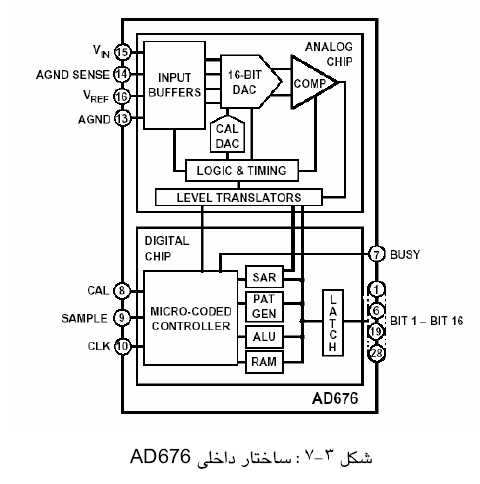 ANALOG
CHIP
V_IN 15
AGND SENSE 14
V_REF 16
AGND 13
INPUT
BUFFERS
16-BIT
DAC
COMP
CAL
DAC
LOGIC & TIMING
LEVEL TRANSLATORS
DIGITAL
CHIP
7 BUSY
CAL 8
SAMPLE 9
CLK 10
MICRO-CODED
CONTROLLER
SAR
PAT
GEN
ALU
RAM
LATCH
1
6
19
28
BIT 1 – BIT 16
AD676
شکل ۳-۷ : ساختار داخلی AD676